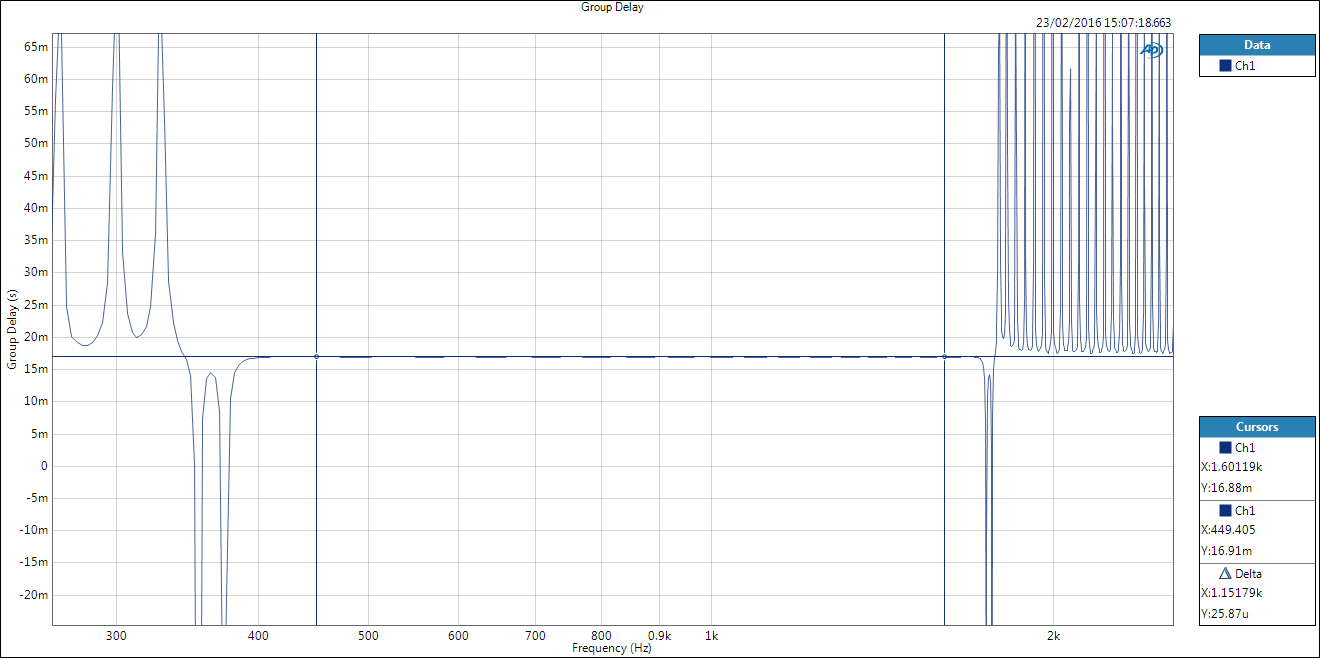 Group Delay
23/02/2016 15:07:18.663
65m
60m
55m
50m
45m
40m
35m
30m
25m
20m
15m
10m
5m
0
-5m
-10m
-15m
-20m
Group Delay (s)
300
400
500
600
700
800
0.9k
1k
2k
Frequency (Hz)
AP
Data
Ch1
Cursors
Ch1
X:1.60119k
Y:16.88m
Ch1
X:449.405
Y:16.91m
Delta
X:1.15179k
Y:25.87u